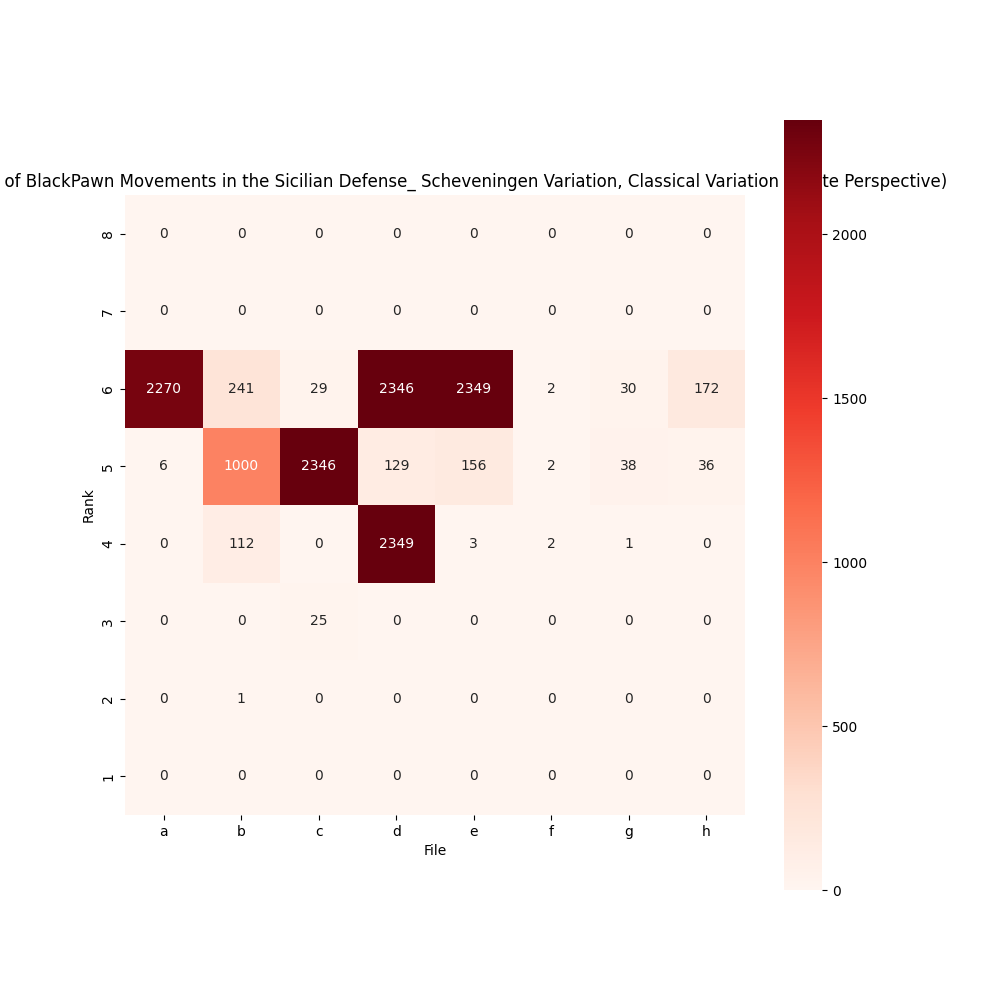 of BlackPawn Movements in the Sicilian Defense_ Scheveningen Variation, Classical Variation Perspective)
8 0 0 0 0 0 0 0 0 2000
7 0 0 0 0 0 0 0 0
6 2270 241 29 2346 2349 2 30 172 1500
5 6 1000 2346 129 156 2 38 36
Rank
4 0 112 0 2349 3 2 1 0 1000
3 0 0 25 0 0 0 0 0
2 0 1 0 0 0 0 0 0 500
1 0 0 0 0 0 0 0 0
a b c d e f g h
File
0